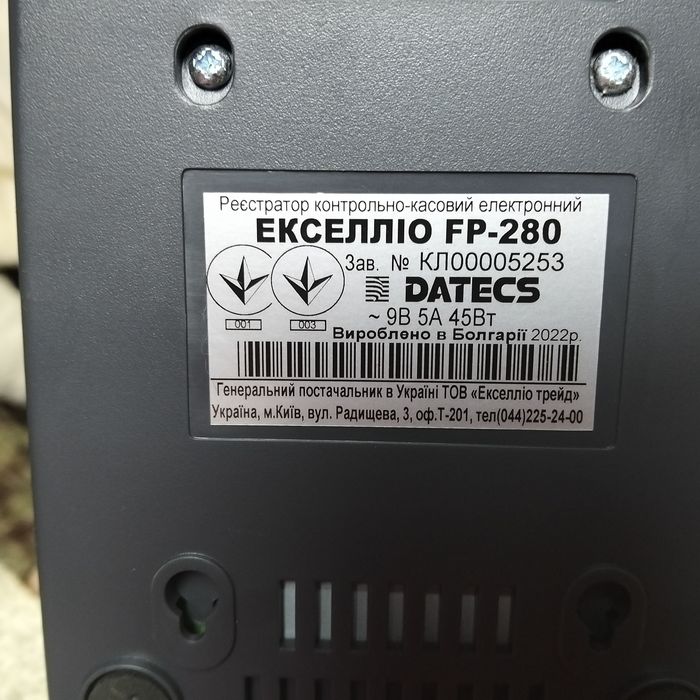 Реєстратор контрольно-касовий електронний
ЕКСЕЛЛІО FP-280
Зав. № КЛ00005253
DATECS
~ 9В 5А 45Вт
001 003
Вироблено в Болгарії 2022р.
Генеральний постачальник в Україні ТОВ «Екселліо трейд»
Україна, м.Київ, вул. Радищева, 3, оф.Т-201, тел(044)225-24-00